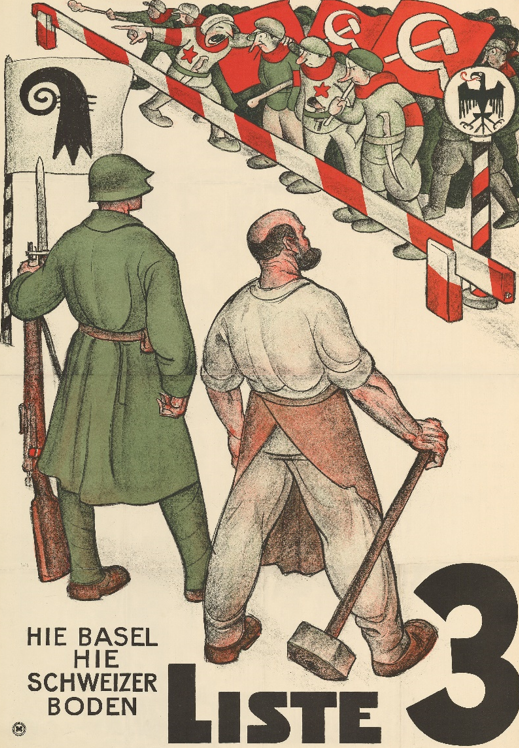 HIE BASEL
HIE
SCHWEIZER
BODEN
LISTE 3